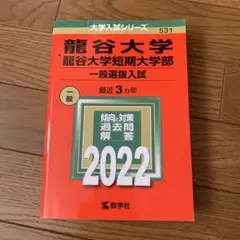 大学入試シリーズ
531
龍谷大学
龍谷大学短期大学部
一般選抜入試
最近3カ年
一般
傾向と対策
過去問
解答
2022
教学社